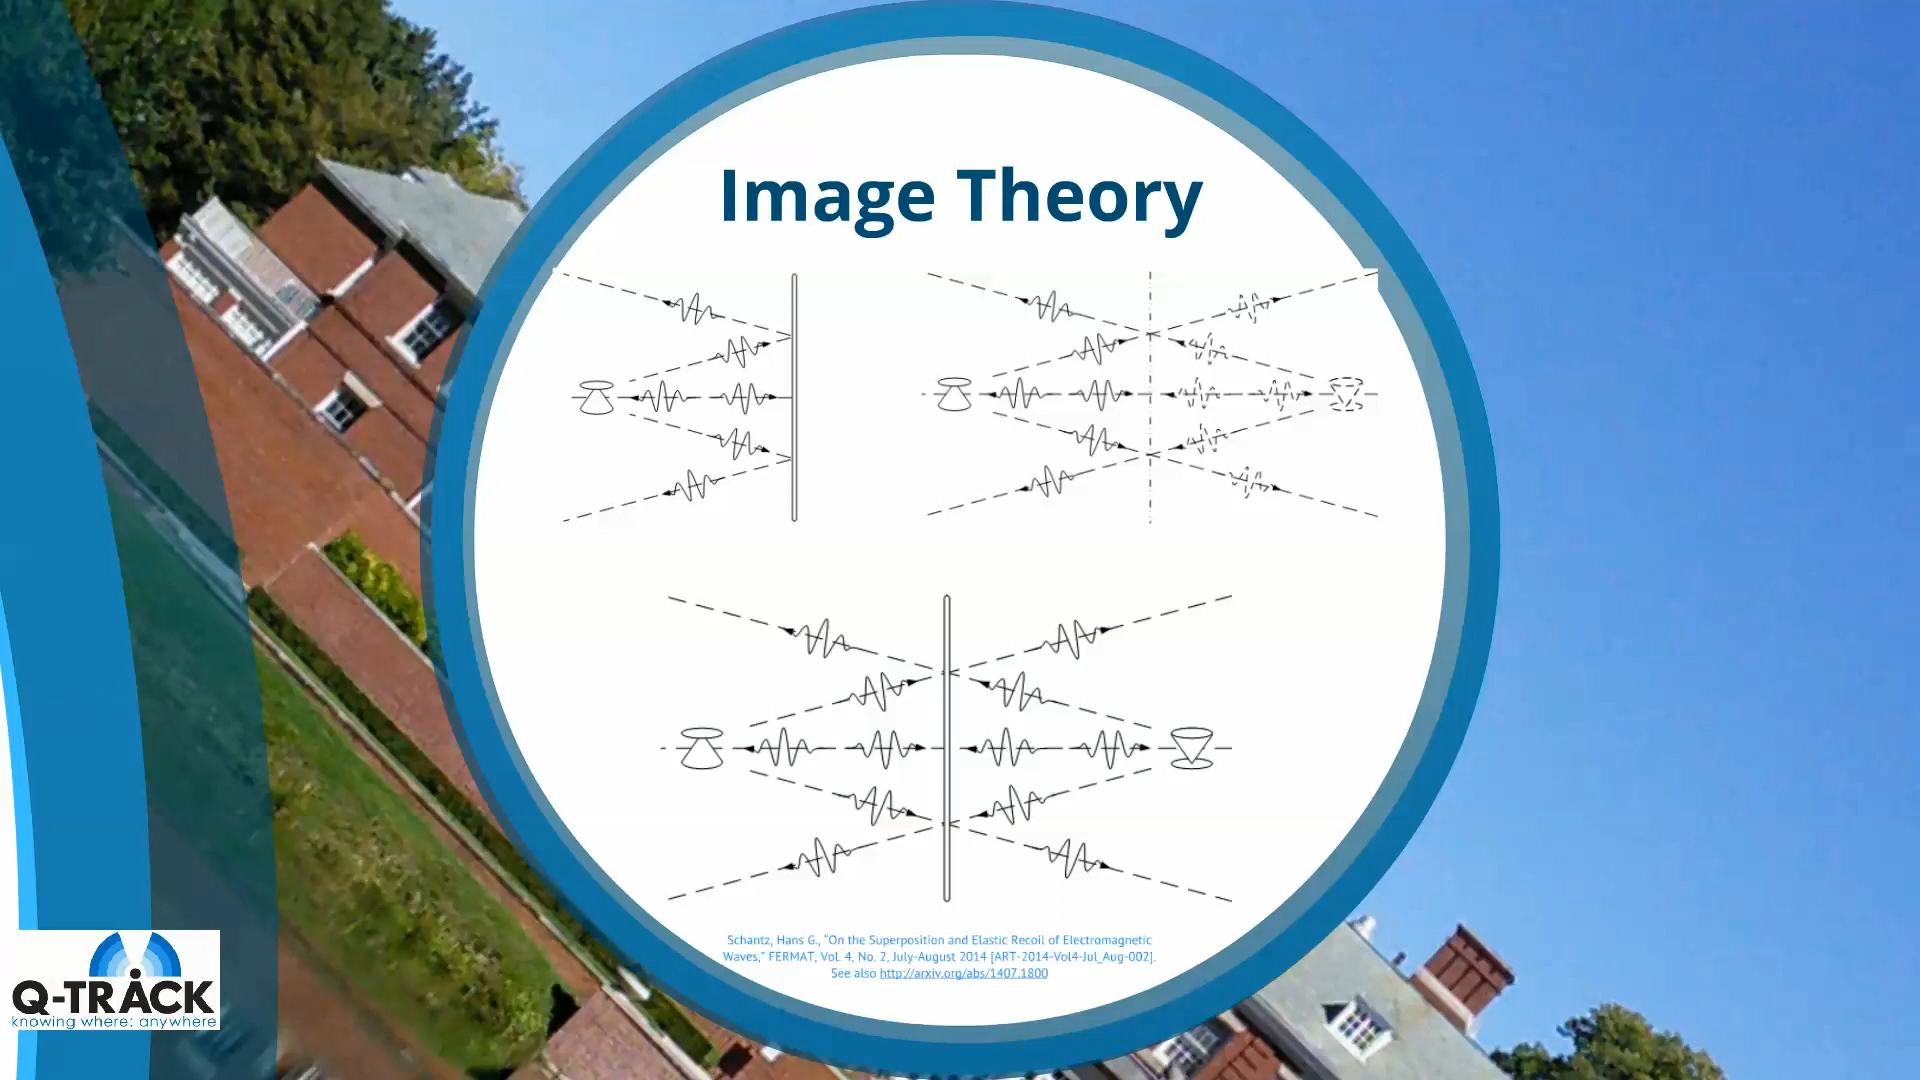 Image Theory
Schantz, Hans G., “On the Superposition and Elastic Recoil of Electromagnetic
Waves,” FERMAT, Vol. 4, No. 2, July-August 2014 [ART-2014-Vol4-Jul_Aug-002].
See also http://arxiv.org/abs/1407.1800
Q-TRACK
knowing where: anywhere